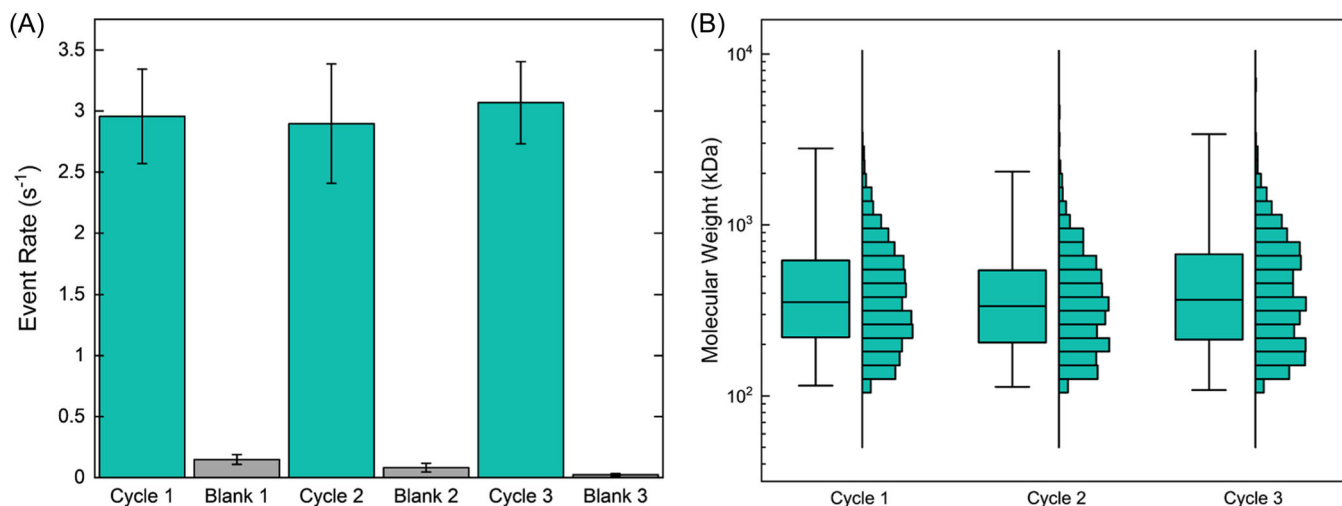 (A)
Event Rate (s⁻¹)
3.5
3
2.5
2
1.5
1
0.5
0
Cycle 1 Blank 1 Cycle 2 Blank 2 Cycle 3 Blank 3
(B)
Molecular Weight (kDa)
10⁴
10³
10²
Cycle 1 Cycle 2 Cycle 3